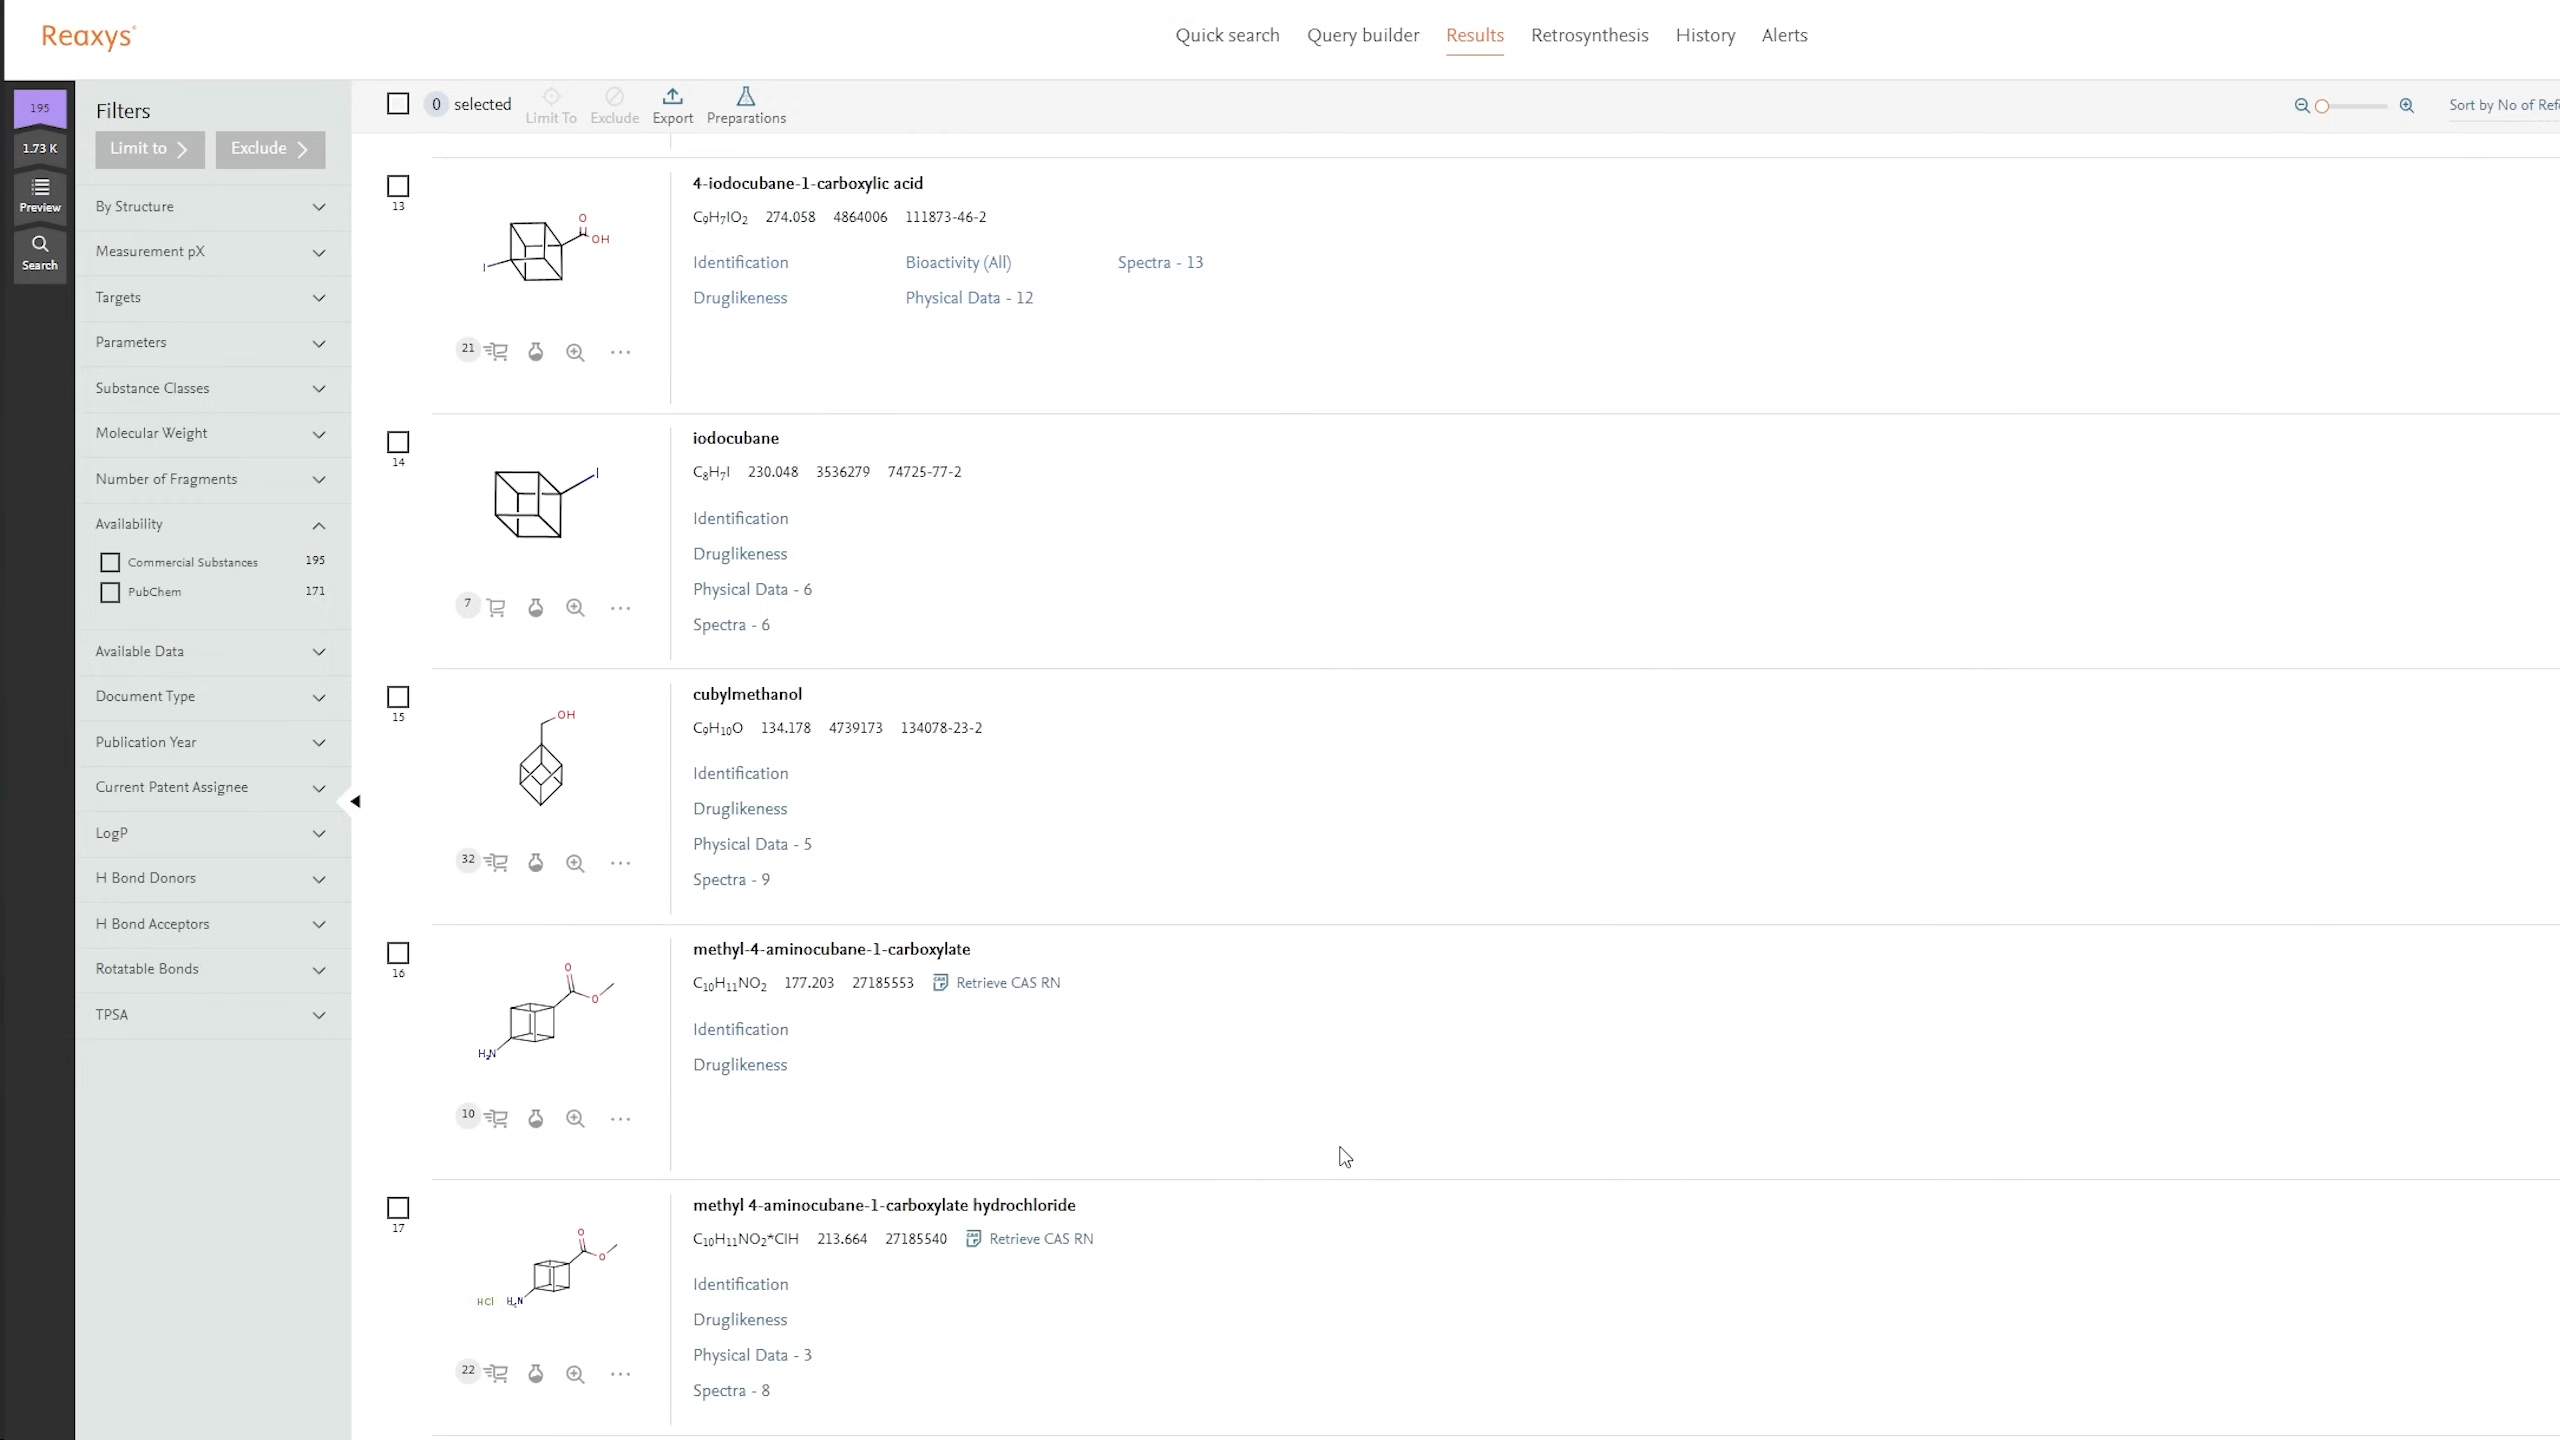 Reaxys®
Quick search
Query builder
Results
Retrosynthesis
History
Alerts
195
1.73 K
Preview
Search
Filters
Limit to
Exclude
By Structure
Measurement pX
Targets
Parameters
Substance Classes
Molecular Weight
Number of Fragments
Availability
Commercial Substances 195
PubChem 171
Available Data
Document Type
Publication Year
Current Patent Assignee
LogP
H Bond Donors
H Bond Acceptors
Rotatable Bonds
TPSA
0 selected
Limit To
Exclude
Export
Preparations
Sort by No of Ref
13
4-iodocubane-1-carboxylic acid
C₉H₇IO₂ 274.058 4864006 111873-46-2
Identification Bioactivity (All) Spectra - 13
Druglikeness Physical Data - 12
O
OH
I
21
14
iodocubane
C₈H₇I 230.048 3536279 74725-77-2
Identification
Druglikeness
Physical Data - 6
Spectra - 6
I
7
15
cubylmethanol
C₉H₁₀O 134.178 4739173 134078-23-2
Identification
Druglikeness
Physical Data - 5
Spectra - 9
OH
32
16
methyl-4-aminocubane-1-carboxylate
C₁₀H₁₁NO₂ 177.203 27185553 Retrieve CAS RN
Identification
Druglikeness
O
O
H₂N
10
17
methyl 4-aminocubane-1-carboxylate hydrochloride
C₁₀H₁₁NO₂*ClH 213.664 27185540 Retrieve CAS RN
Identification
Druglikeness
Physical Data - 3
Spectra - 8
O
O
HCl H₂N
22